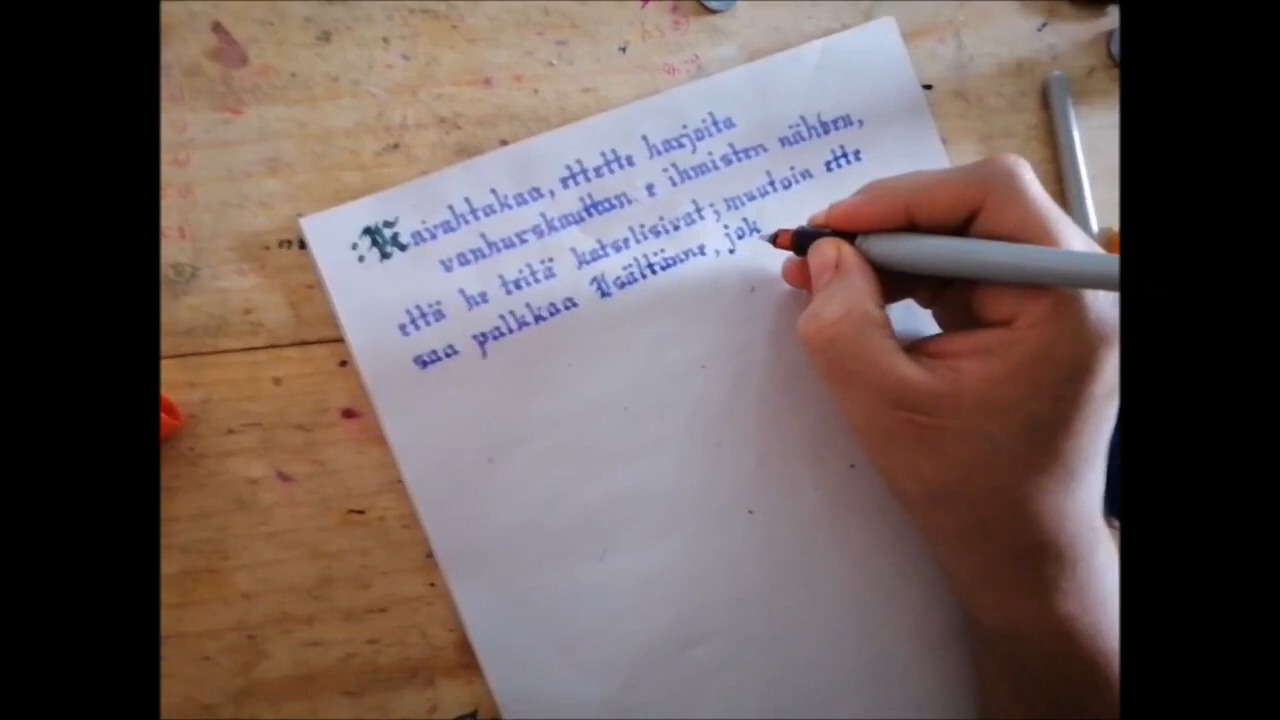 Kavahtakaa, ettette harjoita
vanhurskauttan e ihmisten nähden,
että he teitä katselisivat; muutoin ette
saa palkkaa Isältänne, jok